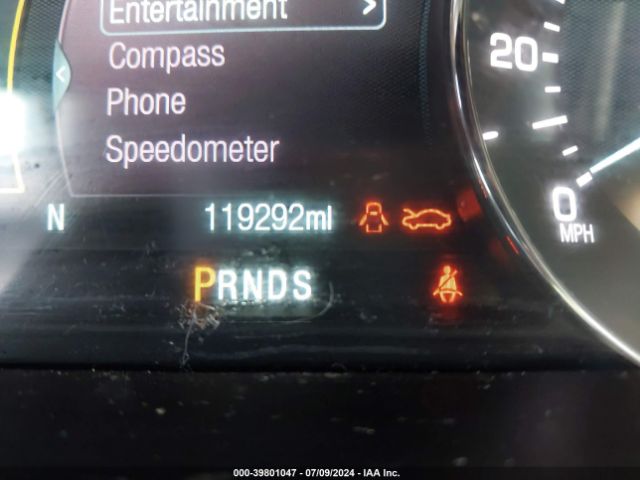 Entertainment >
Compass
Phone
Speedometer
20
0
MPH
N 119292mi
PRNDS
000-39801047 - 07/09/2024 - IAA Inc.